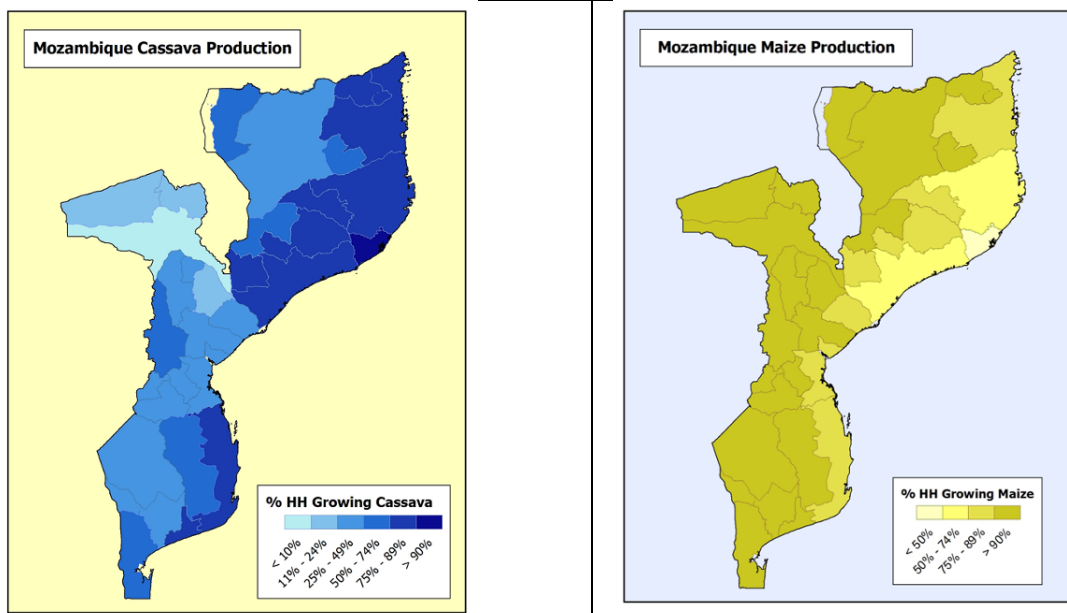 Mozambique Cassava Production
% HH Growing Cassava
< 10%
11% - 24%
25% - 49%
50% - 74%
75% - 89%
> 90%
Mozambique Maize Production
% HH Growing Maize
< 50%
50% - 74%
75% - 89%
> 90%